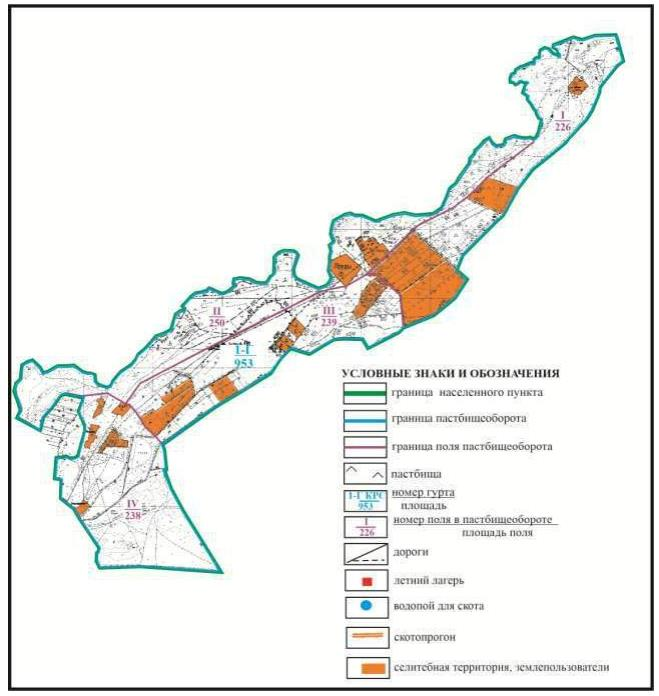 I
226
II
250
III
239
I-I
953
IV
238
УСЛОВНЫЕ ЗНАКИ И ОБОЗНАЧЕНИЯ
граница населенного пункта
граница пастбищеоборота
граница поля пастбищеоборота
пастбища
I-I КРС номер гурта
953 площадь
I номер поля в пастбищеобороте
226 площадь поля
дороги
летний лагерь
водопой для скота
скотопрогон
селитебная территория, землепользователи